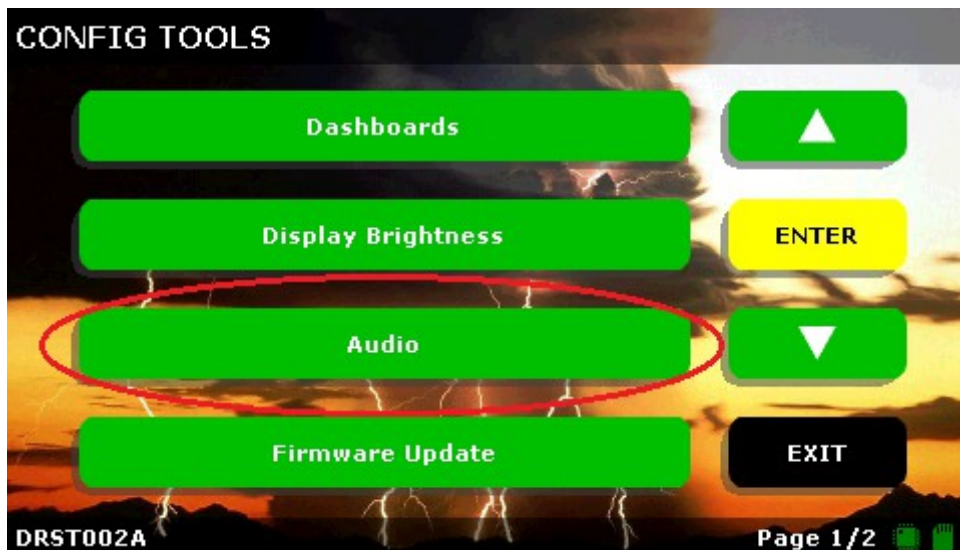 CONFIG TOOLS
Dashboards
Display Brightness
ENTER
Audio
Firmware Update
EXIT
DRST002A
Page 1/2